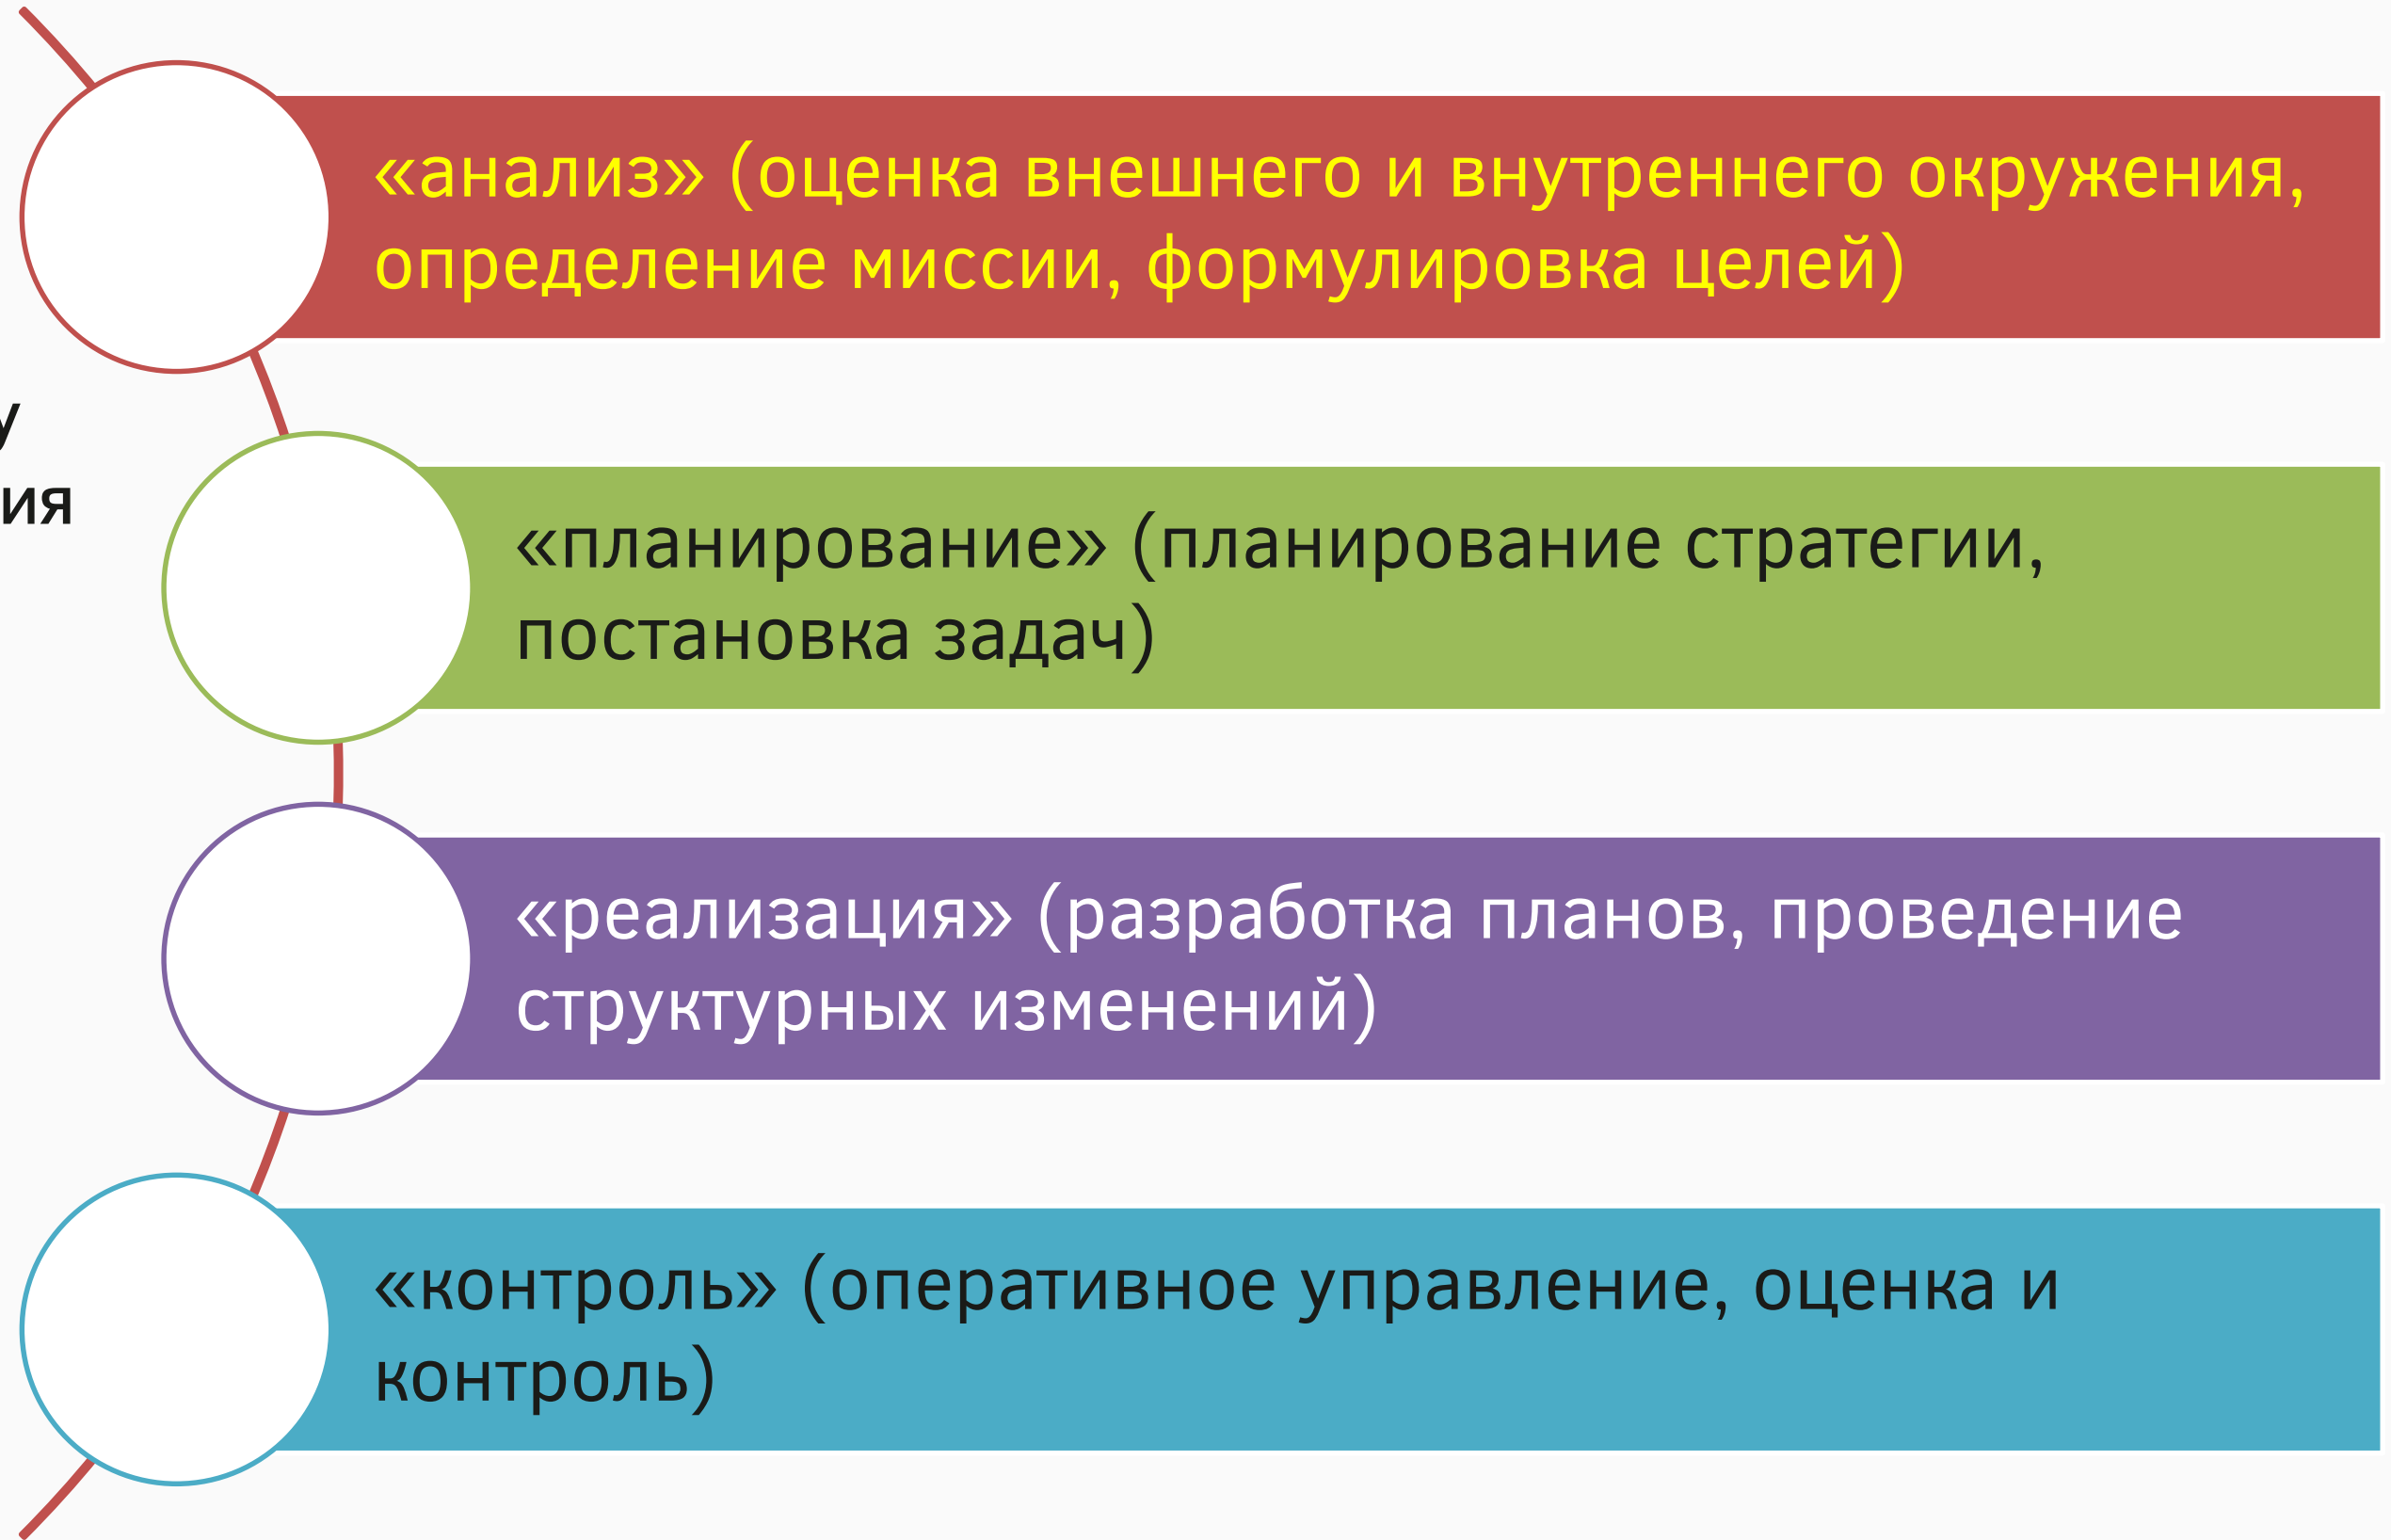 «анализ» (оценка внешнего и внутреннего окружения,
определение миссии, формулировка целей)
«планирование» (планирование стратегии,
постановка задач)
«реализация» (разработка планов, проведение
структурных изменений)
«контроль» (оперативное управление, оценка и
контроль)